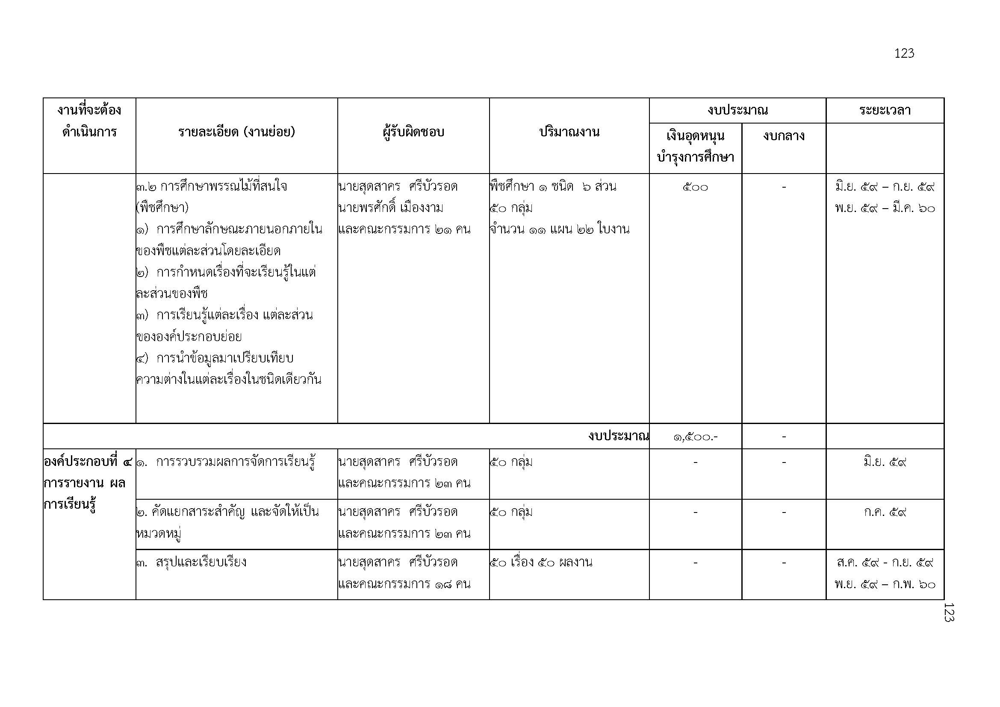 123
งานที่จะต้อง
ดำเนินการ
รายละเอียด (งานย่อย)
ผู้รับผิดชอบ
ปริมาณงาน
งบประมาณ
ระยะเวลา
เงินอุดหนุน
บำรุงการศึกษา
งบกลาง
๓.๒ การศึกษาพรรณไม้ที่สนใจ
(พืชศึกษา)
๑) การศึกษาลักษณะภายนอกภายใน
ของพืชแต่ละส่วนโดยละเอียด
๒) การกำหนดเรื่องที่จะเรียนรู้ในแต่
ละส่วนของพืช
๓) การเรียนรู้แต่ละเรื่อง แต่ละส่วน
ขององค์ประกอบย่อย
๔) การนำข้อมูลมาเปรียบเทียบ
ความต่างในแต่ละเรื่องในชนิดเดียวกัน
นายสุดสาคร ศรีบัวรอด
นายพรศักดิ์ เมืองงาม
และคณะกรรมการ ๒๑ คน
พืชศึกษา ๑ ชนิด ๖ ส่วน
๕๐ กลุ่ม
จำนวน ๑๑ แผน ๒๒ ใบงาน
๕๐๐
-
มิ.ย. ๕๙ – ก.ย. ๕๙
พ.ย. ๕๙ – มี.ค. ๖๐
งบประมาณ
๑,๕๐๐.-
-
องค์ประกอบที่ ๔
การรายงาน ผล
การเรียนรู้
๑. การรวบรวมผลการจัดการเรียนรู้
นายสุดสาคร ศรีบัวรอด
และคณะกรรมการ ๒๓ คน
๕๐ กลุ่ม
-
-
มิ.ย. ๕๙
๒. คัดแยกสาระสำคัญ และจัดให้เป็น
หมวดหมู่
นายสุดสาคร ศรีบัวรอด
และคณะกรรมการ ๒๓ คน
๕๐ กลุ่ม
-
-
ก.ค. ๕๙
๓. สรุปและเรียบเรียง
นายสุดสาคร ศรีบัวรอด
และคณะกรรมการ ๑๘ คน
๕๐ เรื่อง ๕๐ ผลงาน
-
-
ส.ค. ๕๙ - ก.ย. ๕๙
พ.ย. ๕๙ – ก.พ. ๖๐
123